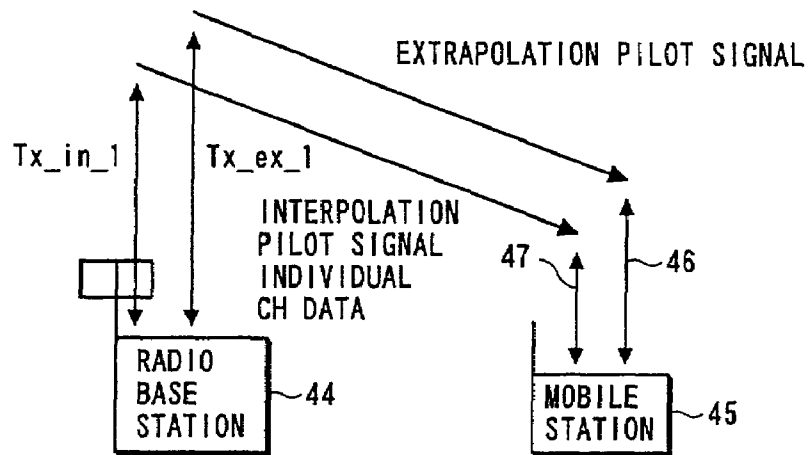 EXTRAPOLATION PILOT SIGNAL
Tx_in_1
Tx_ex_1
INTERPOLATION
PILOT SIGNAL
INDIVIDUAL
CH DATA
47
46
RADIO
BASE
STATION
44
MOBILE
STATION
45